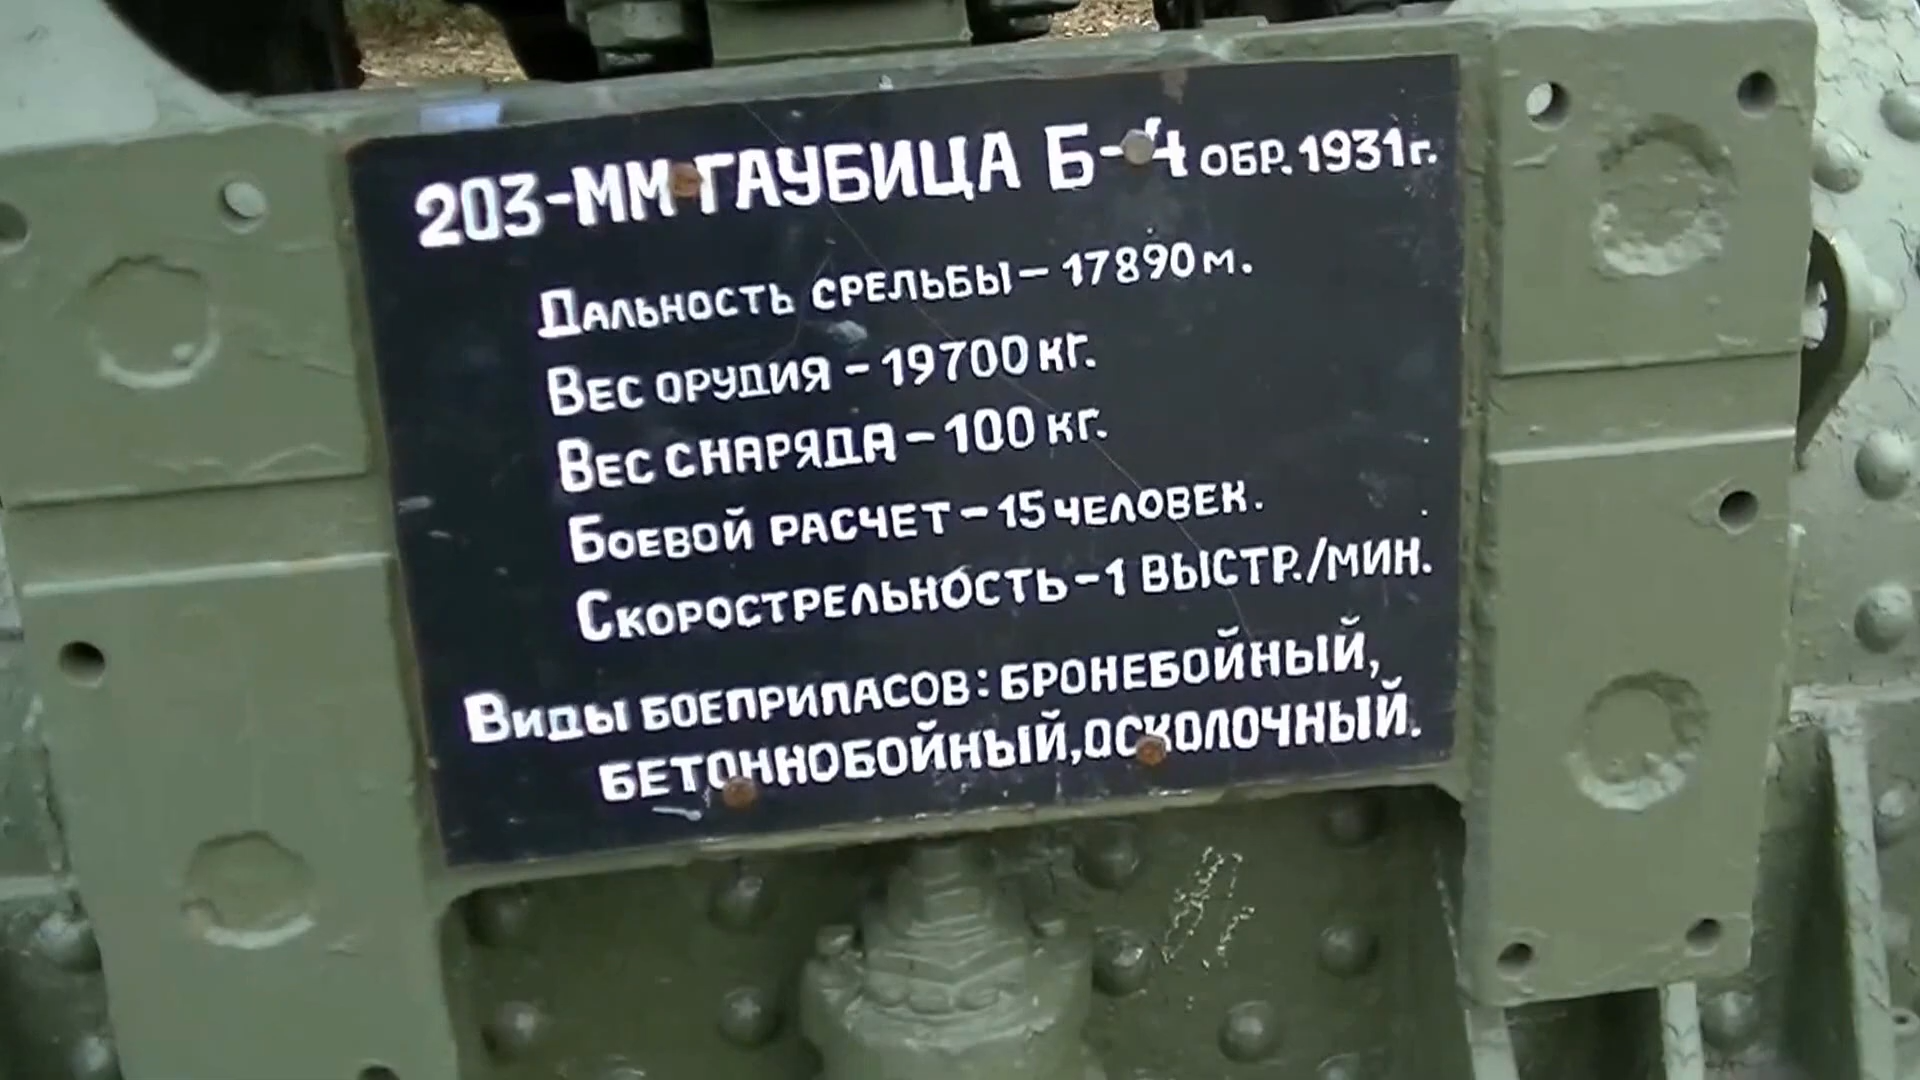 203-ММ ГАУБИЦА Б-4 ОБР. 1931г.
ДАЛЬНОСТЬ СРЕЛЬБЫ – 17890 м.
ВЕС ОРУДИЯ – 19700 кг.
ВЕС СНАРЯДА – 100 кг.
БОЕВОЙ РАСЧЕТ – 15 ЧЕЛОВЕК.
СКОРОСТРЕЛЬНОСТЬ – 1 ВЫСТР./МИН.
ВИДЫ БОЕПРИПАСОВ: БРОНЕБОЙНЫЙ,
БЕТОННОБОЙНЫЙ, ОСКОЛОЧНЫЙ.